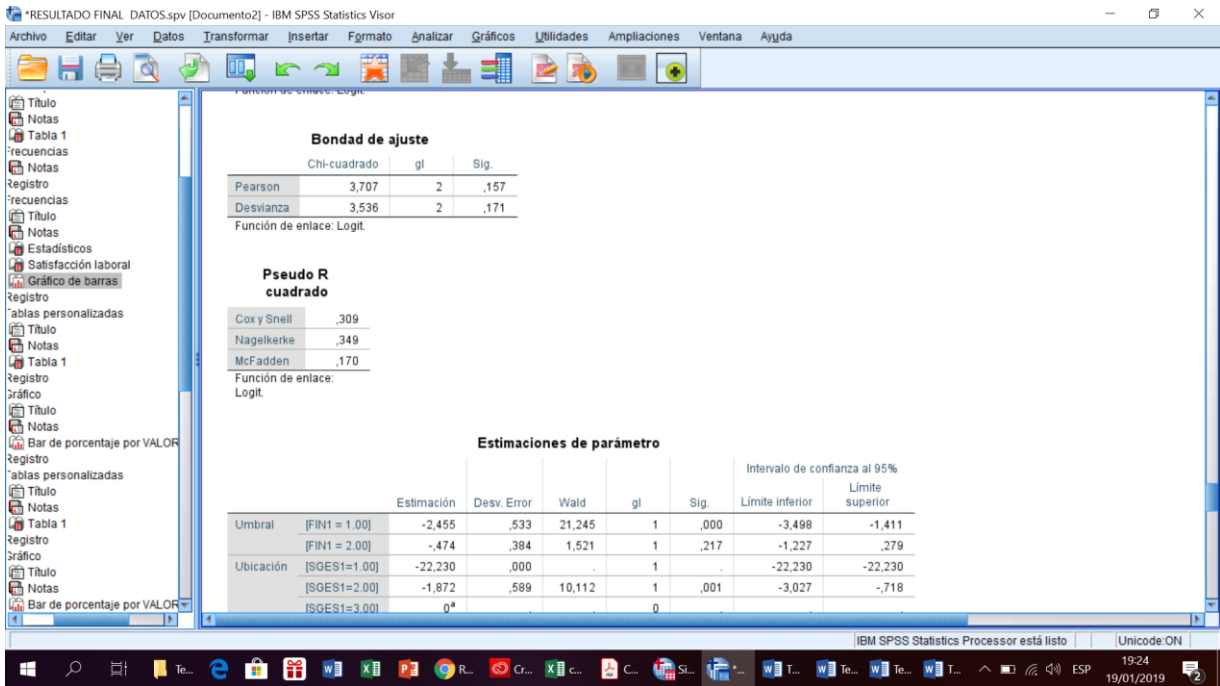 *RESULTADO FINAL DATOS.spv [Documento2] - IBM SPSS Statistics Visor
Archivo Editar Ver Datos Transformar Insertar Formato Analizar Gráficos Utilidades Ampliaciones Ventana Ayuda
Título
Notas
Tabla 1
Frecuencias
Notas
Registro
Frecuencias
Título
Notas
Estadísticos
Satisfacción laboral
Gráfico de barras
Registro
Tablas personalizadas
Título
Notas
Tabla 1
Registro
Gráfico
Título
Notas
Bar de porcentaje por VALOR
Registro
Tablas personalizadas
Título
Notas
Tabla 1
Registro
Gráfico
Título
Notas
Bar de porcentaje por VALOR
Función de enlace: Logit.
Bondad de ajuste
Chi-cuadrado gl Sig.
Pearson 3,707 2 ,157
Desvianza 3,536 2 ,171
Función de enlace: Logit.
Pseudo R
cuadrado
Cox y Snell ,309
Nagelkerke ,349
McFadden ,170
Función de enlace:
Logit.
Estimaciones de parámetro
Intervalo de confianza al 95%
Estimación Desv. Error Wald gl Sig. Límite inferior Límite superior
Umbral [FIN1 = 1.00] -2,455 ,533 21,245 1 ,000 -3,498 -1,411
[FIN1 = 2.00] -,474 ,384 1,521 1 ,217 -1,227 ,279
Ubicación [SGES1=1.00] -22,230 ,000 . 1 . -22,230 -22,230
[SGES1=2.00] -1,872 ,589 10,112 1 ,001 -3,027 -,718
[SGES1=3.00] 0ª . . 0 . . .
IBM SPSS Statistics Processor está listo Unicode:ON
Te... R... Cr... c... C... Si... *-... T... Te... Te... T... ESP 19:24
19/01/2019
2